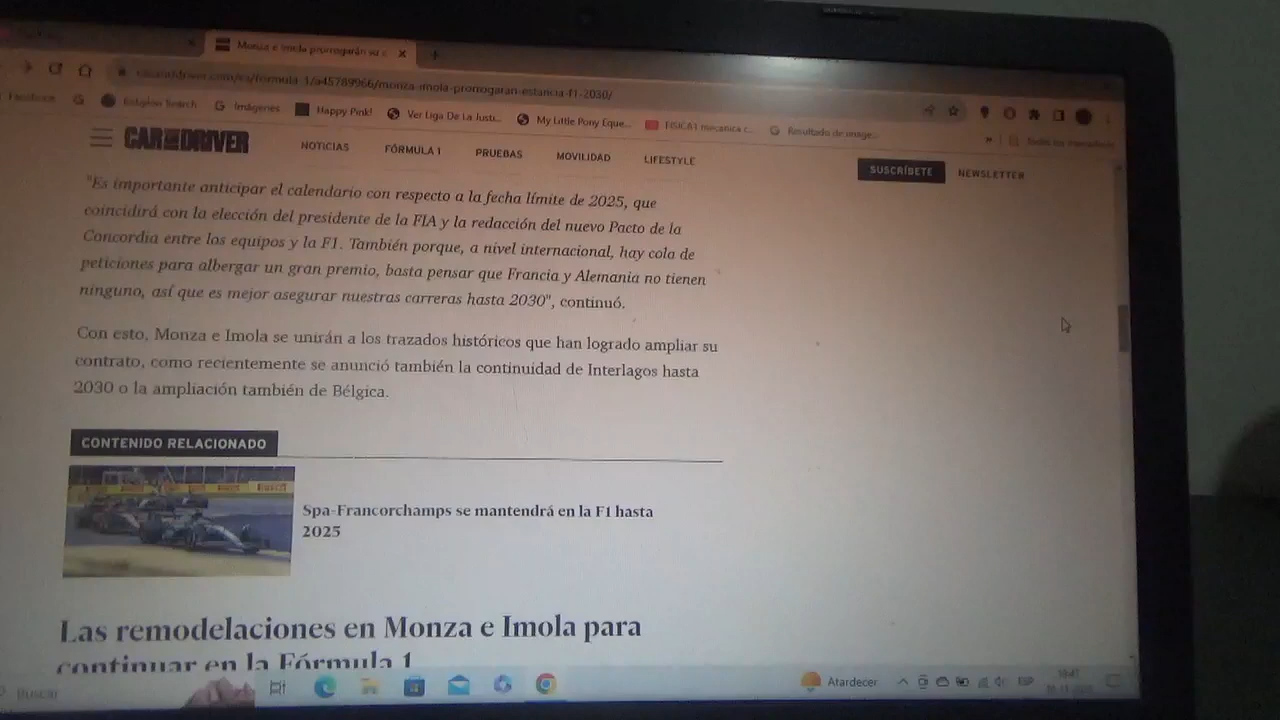 Monza e Imola prorrogarán su e
caranddriver.com/es/formula-1/a45789966/monza-imola-prorrogaran-estancia-f1-2030/
Facebook
Imágenes
Happy Pink!
Ver Liga De La Justi...
My Little Pony Eque...
FISICA1 mecanica c...
Resultado de image...
CAR AND DRIVER
NOTICIAS
FÓRMULA 1
PRUEBAS
MOVILIDAD
LIFESTYLE
SUSCRÍBETE
NEWSLETTER
"Es importante anticipar el calendario con respecto a la fecha límite de 2025, que
coincidirá con la elección del presidente de la FIA y la redacción del nuevo Pacto de la
Concordia entre los equipos y la F1. También porque, a nivel internacional, hay cola de
peticiones para albergar un gran premio, basta pensar que Francia y Alemania no tienen
ninguno, así que es mejor asegurar nuestras carreras hasta 2030", continuó.
Con esto, Monza e Imola se unirán a los trazados históricos que han logrado ampliar su
contrato, como recientemente se anunció también la continuidad de Interlagos hasta
2030 o la ampliación también de Bélgica.
CONTENIDO RELACIONADO
Spa-Francorchamps se mantendrá en la F1 hasta
2025
Las remodelaciones en Monza e Imola para
continuar en la Fórmula 1
Buscar
Atardecer
ESP